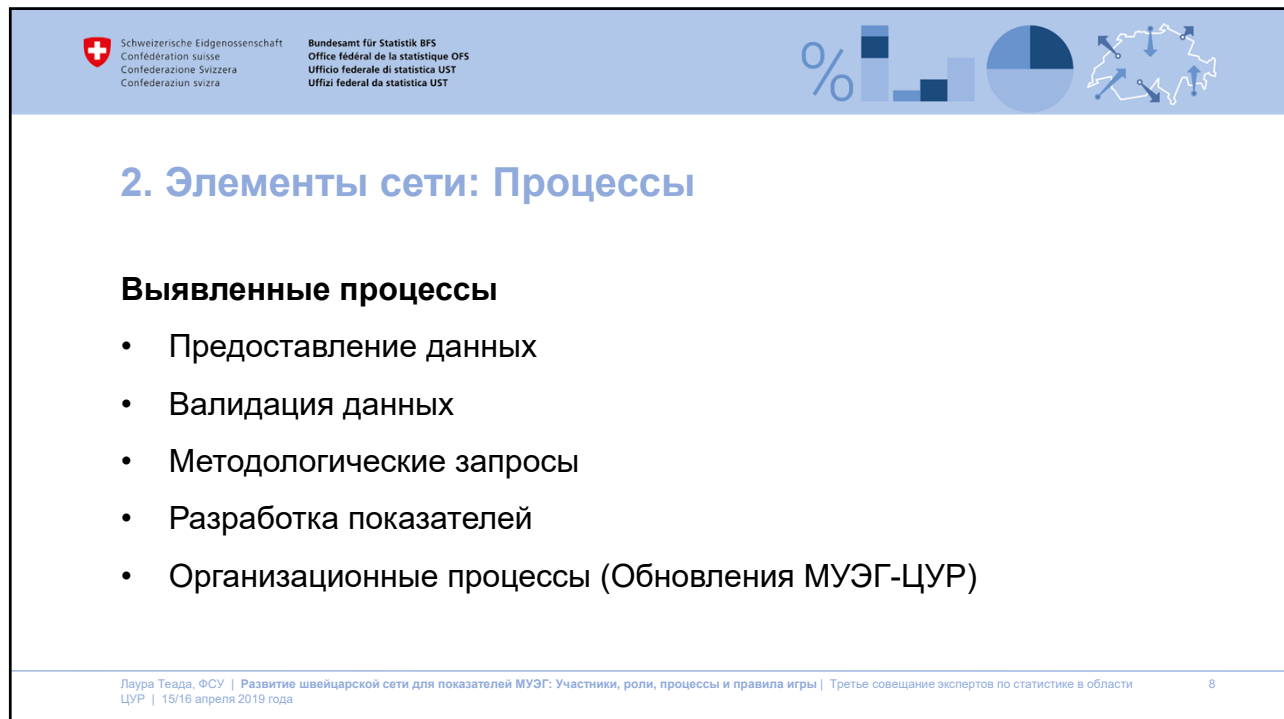 Schweizerische Eidgenossenschaft
Confédération suisse
Confederazione Svizzera
Confederaziun svizra
Bundesamt für Statistik BFS
Office fédéral de la statistique OFS
Ufficio federale di statistica UST
Uffizi federal da statistica UST
%
2. Элементы сети: Процессы
Выявленные процессы
• Предоставление данных
• Валидация данных
• Методологические запросы
• Разработка показателей
• Организационные процессы (Обновления МУЭГ-ЦУР)
Лаура Теада, ФСУ | Развитие швейцарской сети для показателей МУЭГ: Участники, роли, процессы и правила игры | Третье совещание экспертов по статистике в области
ЦУР | 15/16 апреля 2019 года
8